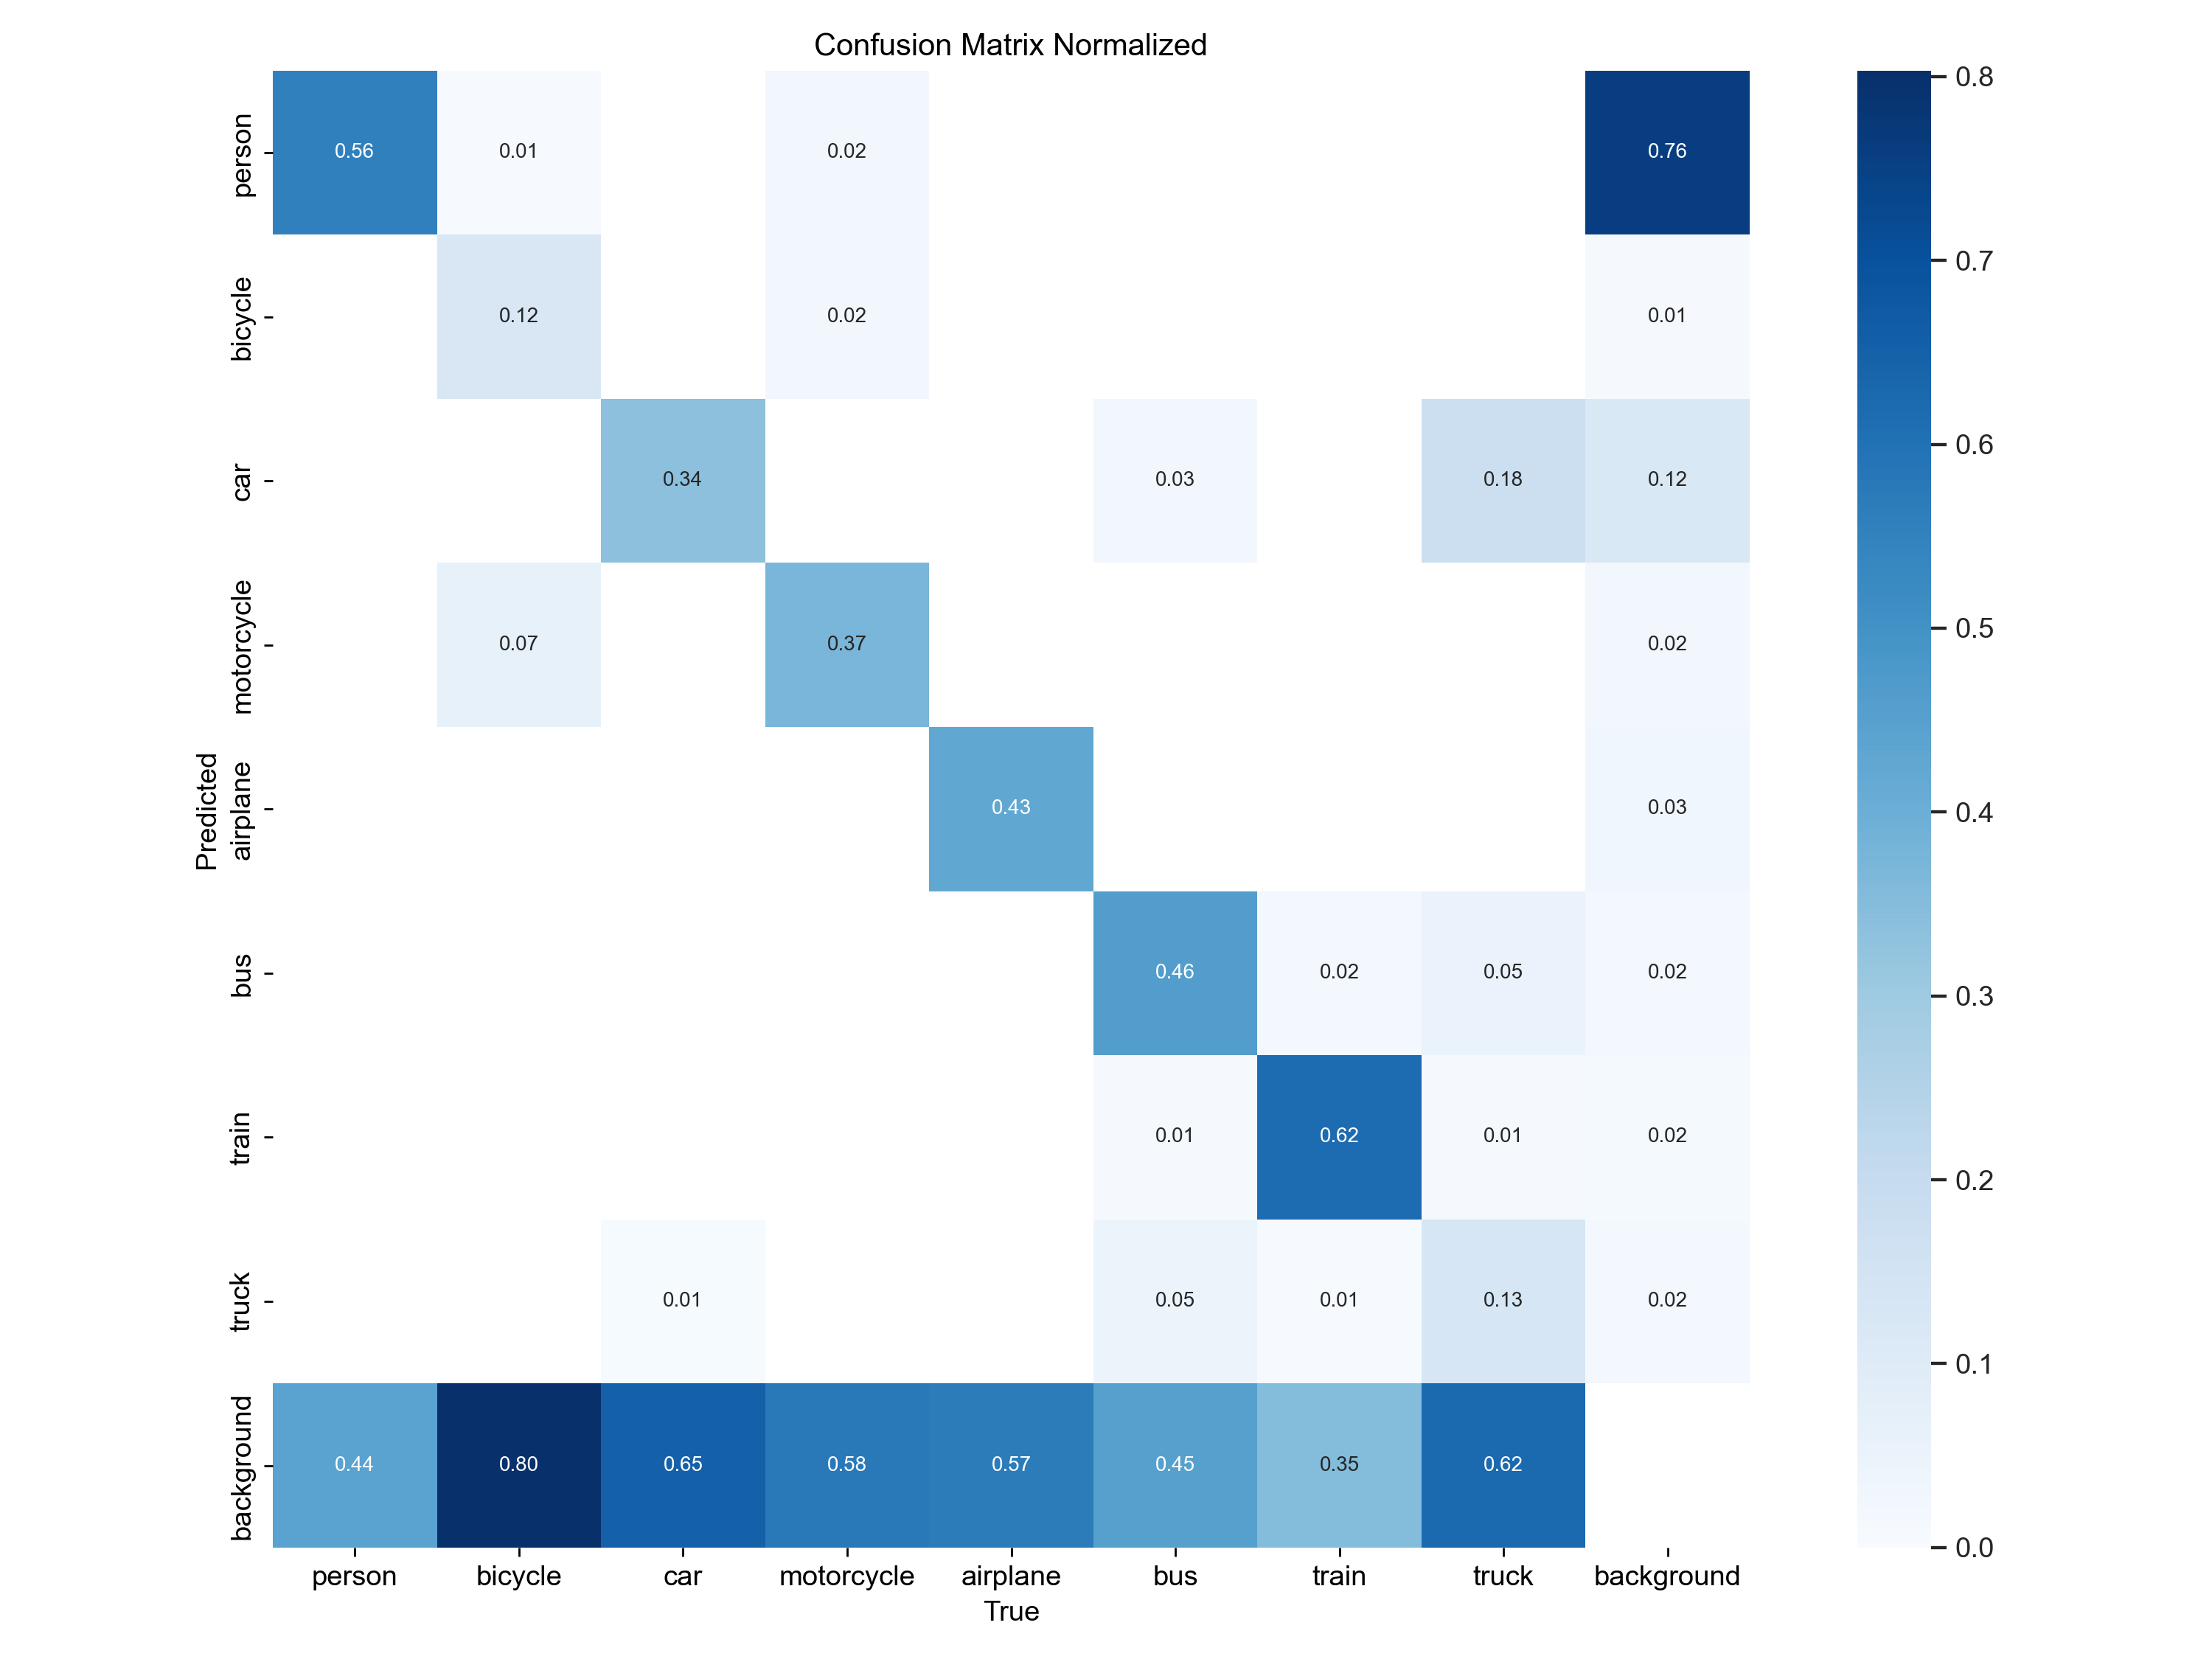 Confusion Matrix Normalized
person 0.56 0.01 0.02 0.76
bicycle 0.12 0.02 0.01
car 0.34 0.03 0.18 0.12
motorcycle 0.07 0.37 0.02
airplane 0.43 0.03
bus 0.46 0.02 0.05 0.02
train 0.01 0.62 0.01 0.02
truck 0.01 0.05 0.01 0.13 0.02
background 0.44 0.80 0.65 0.58 0.57 0.45 0.35 0.62
Predicted
person bicycle car motorcycle airplane bus train truck background
True
0.8
0.7
0.6
0.5
0.4
0.3
0.2
0.1
0.0